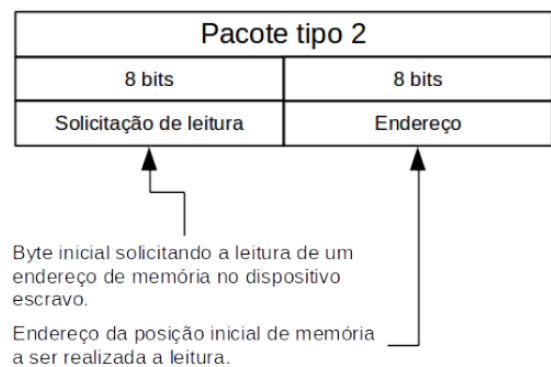 Pacote tipo 2
8 bits 8 bits
Solicitação de leitura Endereço
Byte inicial solicitando a leitura de um
endereço de memória no dispositivo
escravo.
Endereço da posição inicial de memória
a ser realizada a leitura.